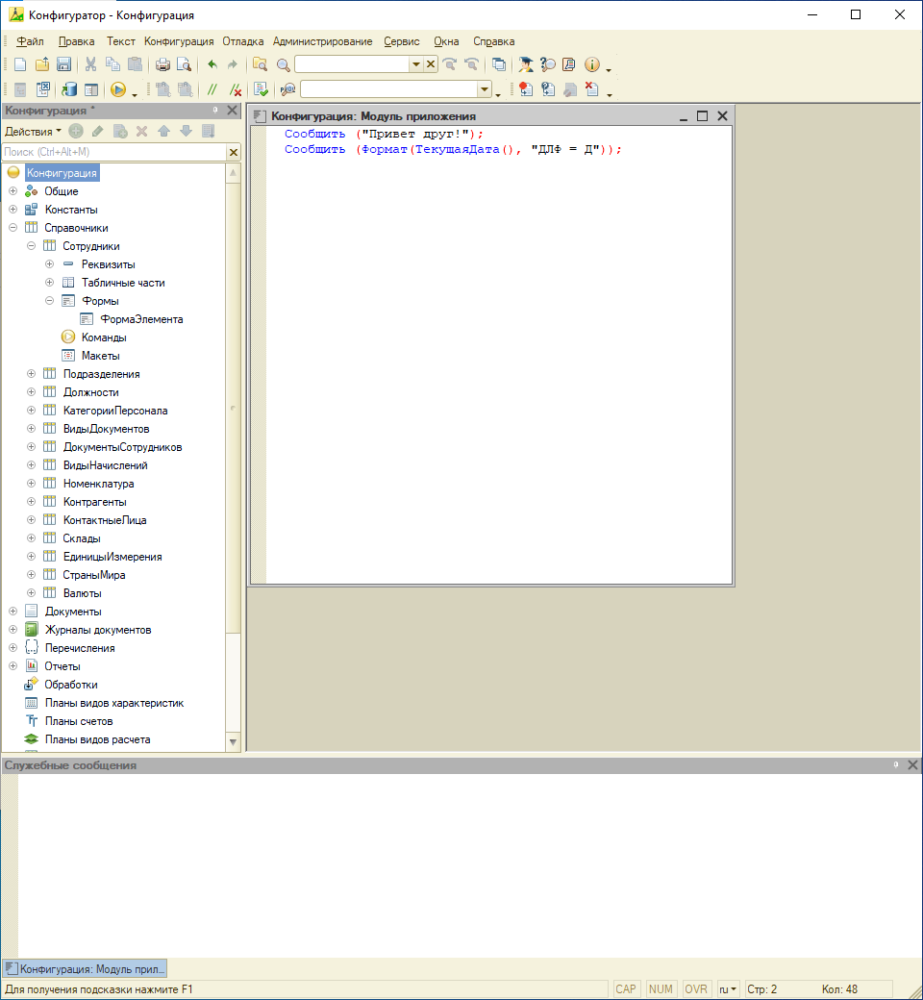 Конфигуратор - Конфигурация
Файл Правка Текст Конфигурация Отладка Администрирование Сервис Окна Справка
Конфигурация *
Действия
Поиск (Ctrl+Alt+M)
Конфигурация
Общие
Константы
Справочники
Сотрудники
Реквизиты
Табличные части
Формы
ФормаЭлемента
Команды
Макеты
Подразделения
Должности
КатегорииПерсонала
ВидыДокументов
ДокументыСотрудников
ВидыНачислений
Номенклатура
Контрагенты
КонтактныеЛица
Склады
ЕдиницыИзмерения
СтраныМира
Валюты
Документы
Журналы документов
Перечисления
Отчеты
Обработки
Планы видов характеристик
Планы счетов
Планы видов расчета
Конфигурация: Модуль приложения
Сообщить ("Привет друг!");
Сообщить (Формат(ТекущаяДата(), "ДЛФ = Д"));
Служебные сообщения
Конфигурация: Модуль прил...
Для получения подсказки нажмите F1
CAP NUM OVR ru Стр: 2 Кол: 48